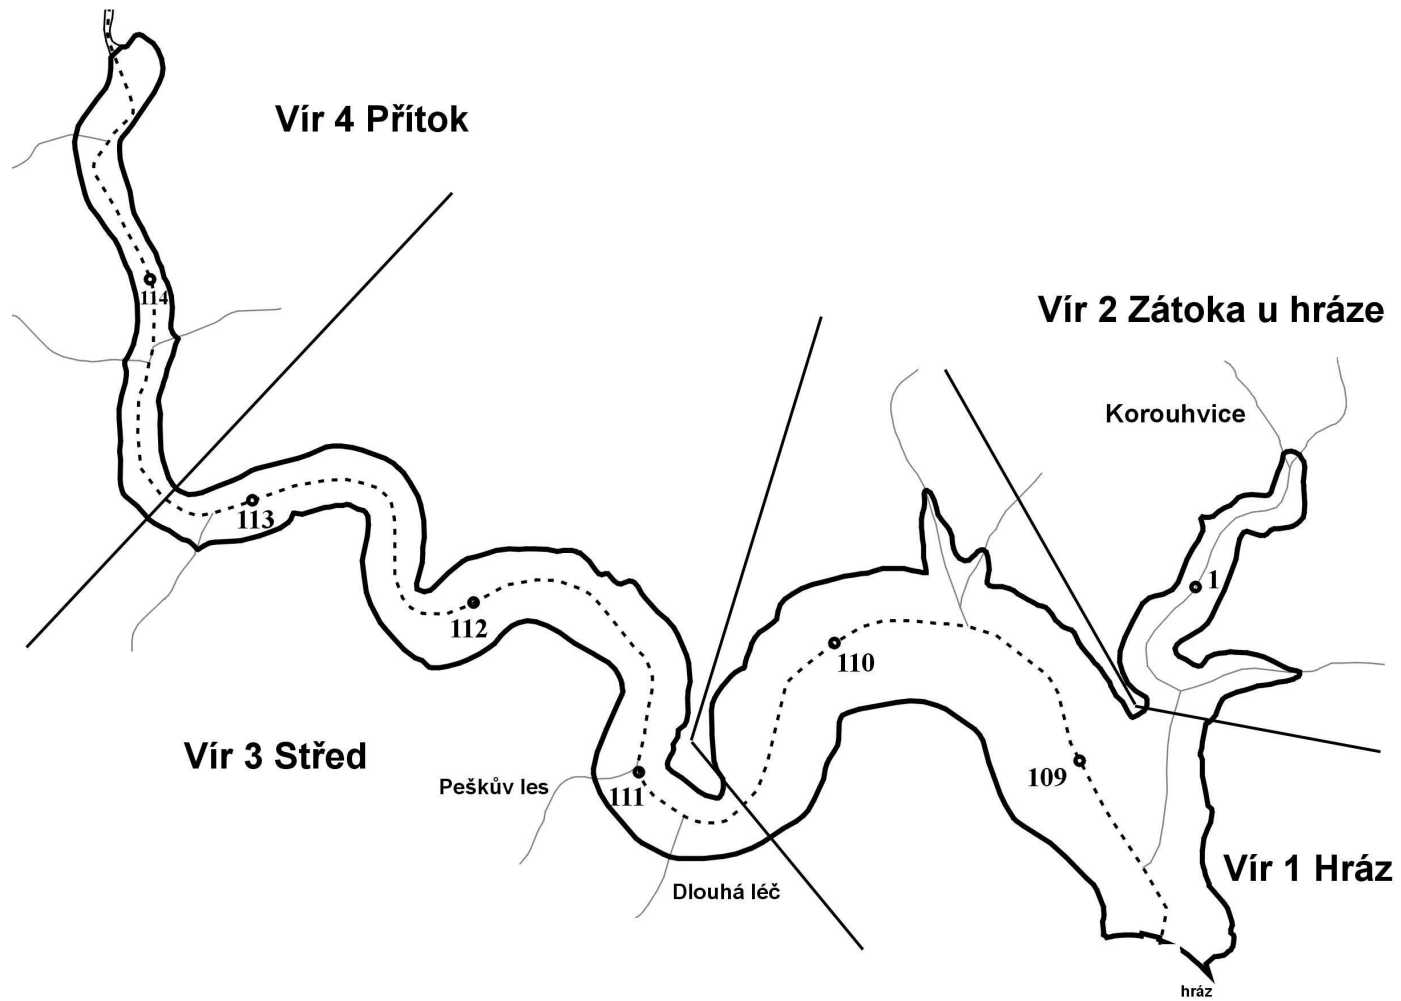 Vír 4 Přítok
114
Vír 2 Zátoka u hráze
Korouhvice
113
1
112
110
Vír 3 Střed
109
Peškův les
111
Vír 1 Hráz
Dlouhá léč
hráz